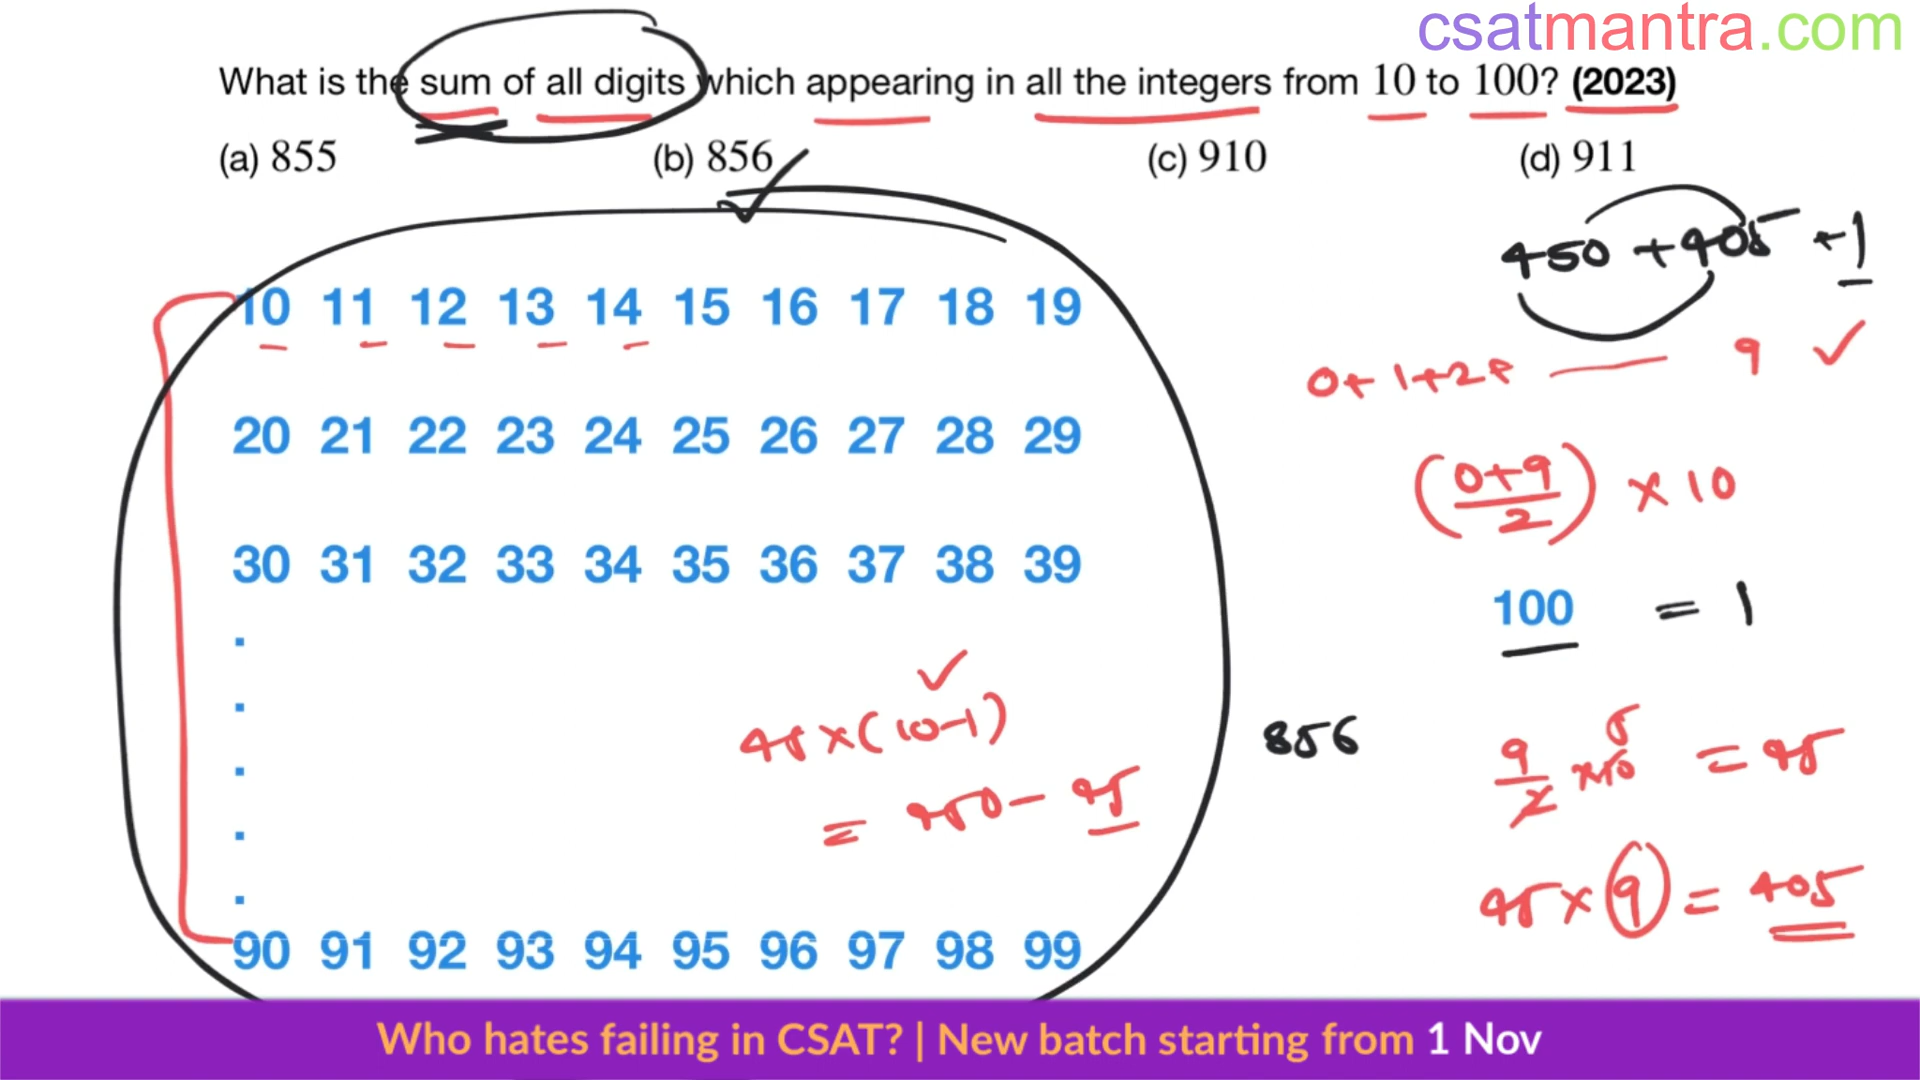 csatmantra.com
What is the sum of all digits which appearing in all the integers from 10 to 100? (2023)
(a) 855 (b) 856 (c) 910 (d) 911
450 + 405 + 1
10 11 12 13 14 15 16 17 18 19
0 + 1 + 2 + 9
20 21 22 23 24 25 26 27 28 29
(0+9/2) × 10
30 31 32 33 34 35 36 37 38 39
100 = 1
45 × (10-1)
856
9/2 × 10 5 = 45
= 450 - 45
45 × 9 = 405
90 91 92 93 94 95 96 97 98 99
Who hates failing in CSAT? | New batch starting from 1 Nov